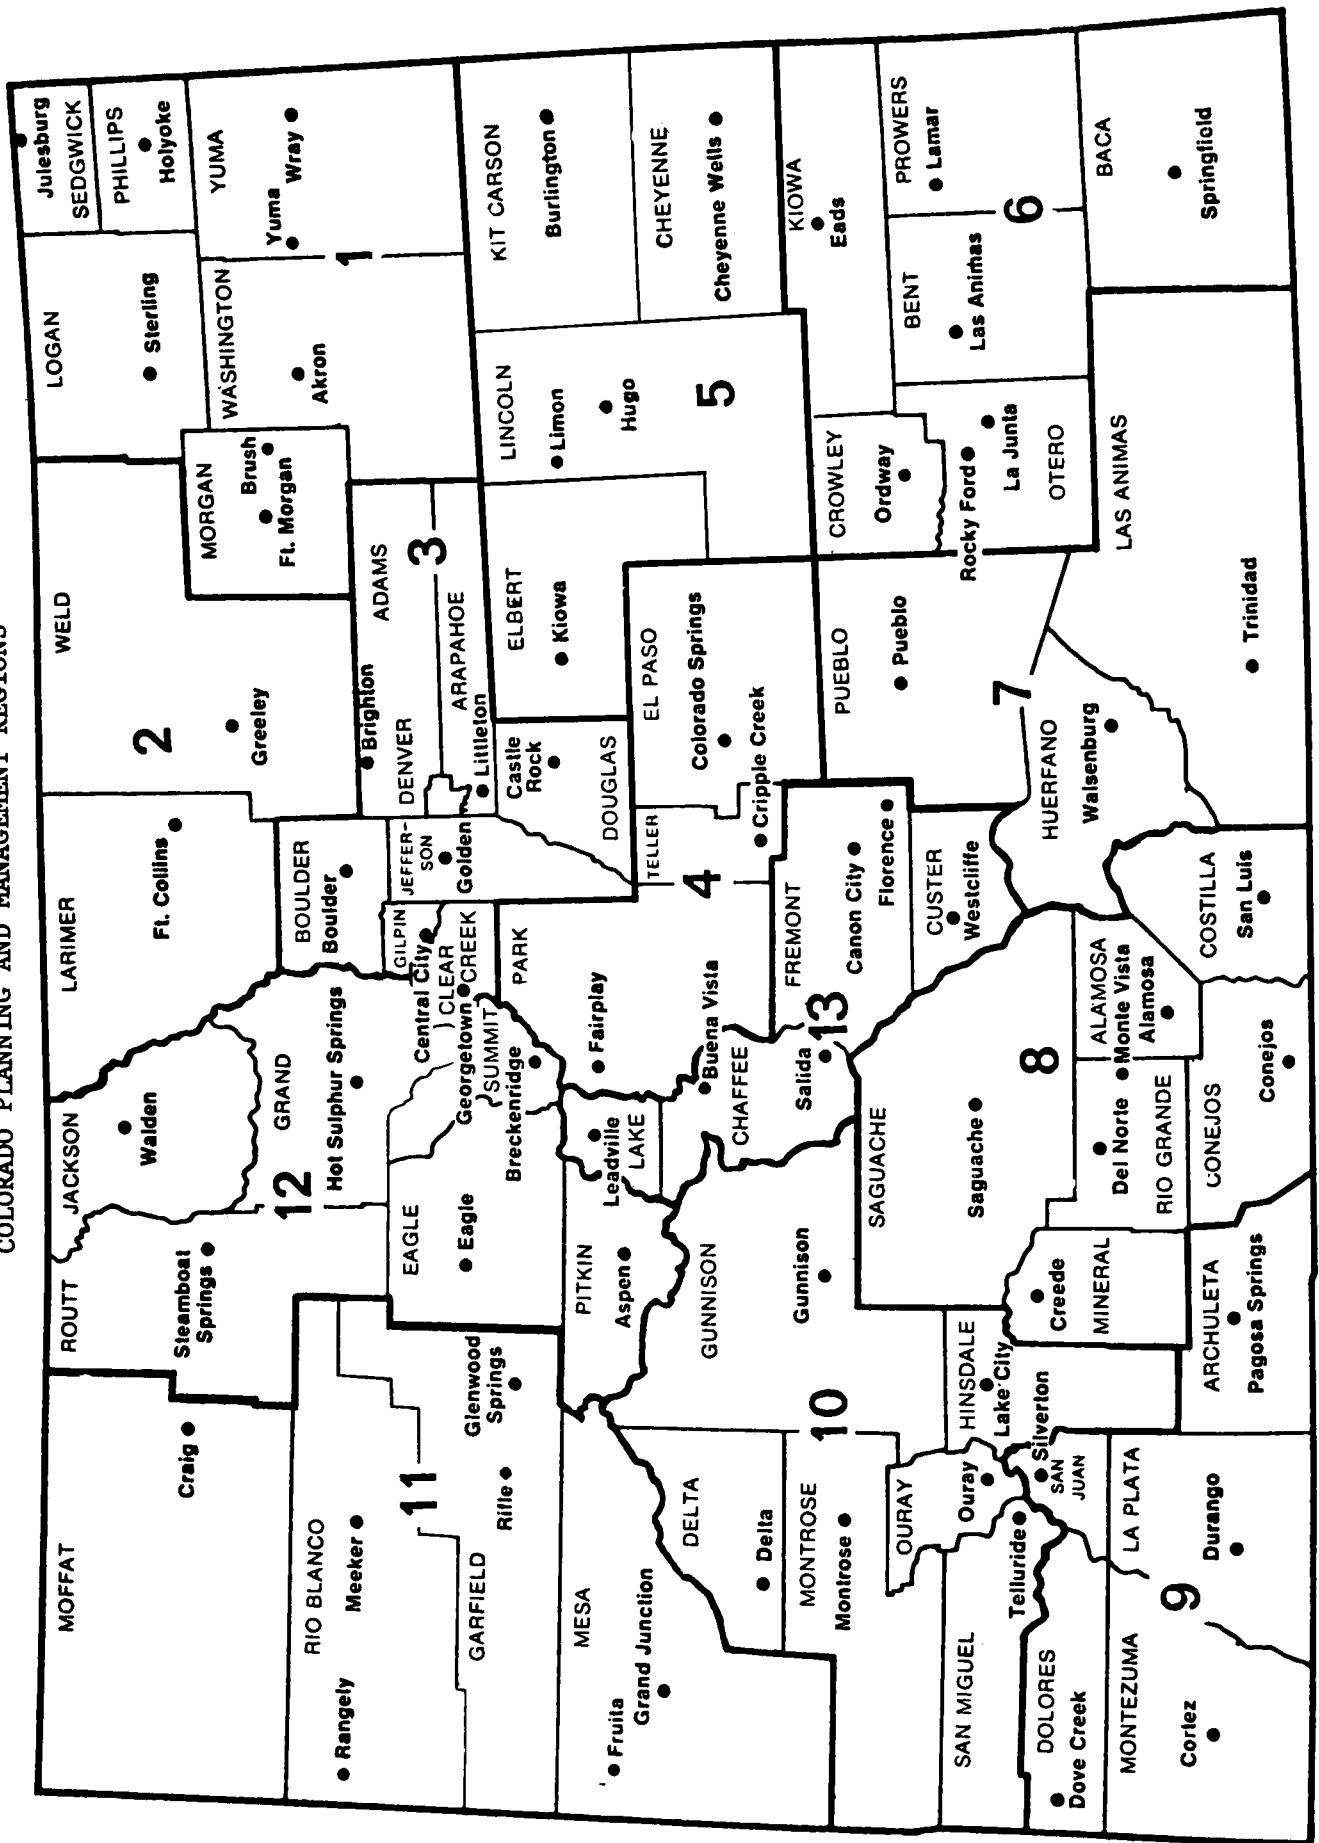 COLORADO PLANNING AND MANAGEMENT REGIONS
MOFFAT
Craig
ROUTT
Steamboat
Springs
JACKSON
Walden
LARIMER
Ft. Collins
WELD
2
Greeley
LOGAN
Sterling
Julesburg
SEDGWICK
PHILLIPS
Holyoke
YUMA
Yuma
Wray
WASHINGTON
Akron
1
MORGAN
Brush
Ft. Morgan
RIO BLANCO
Meeker
Rangely
11
GARFIELD
Rifle
Glenwood
Springs
12
GRAND
Hot Sulphur Springs
EAGLE
Eagle
SUMMIT
Breckenridge
BOULDER
Boulder
GILPIN
Central City
CLEAR
CREEK
Georgetown
JEFFER-
SON
Golden
DENVER
ADAMS
Brighton
3
ARAPAHOE
Littleton
MESA
Fruita
Grand Junction
DELTA
Delta
PITKIN
Aspen
LAKE
Leadville
PARK
Fairplay
DOUGLAS
Castle
Rock
ELBERT
Kiowa
LINCOLN
Limon
Hugo
5
KIT CARSON
Burlington
CHEYENNE
Cheyenne Wells
GUNNISON
Gunnison
CHAFFEE
Buena Vista
Salida
13
TELLER
Cripple Creek
4
EL PASO
Colorado Springs
MONTROSE
Montrose
10
OURAY
Ouray
SAN MIGUEL
Telluride
HINSDALE
Lake City
SAGUACHE
Saguache
8
FREMONT
Canon City
Florence
CUSTER
Westcliffe
PUEBLO
Pueblo
7
CROWLEY
Ordway
OTERO
Rocky Ford
La Junta
KIOWA
Eads
BENT
Las Animas
PROWERS
Lamar
6
DOLORES
Dove Creek
SAN
JUAN
Silverton
MINERAL
Creede
RIO GRANDE
Del Norte
Monte Vista
ALAMOSA
Alamosa
HUERFANO
Walsenburg
LAS ANIMAS
Trinidad
BACA
Springfield
MONTEZUMA
Cortez
9
LA PLATA
Durango
ARCHULETA
Pagosa Springs
CONEJOS
Conejos
COSTILLA
San Luis